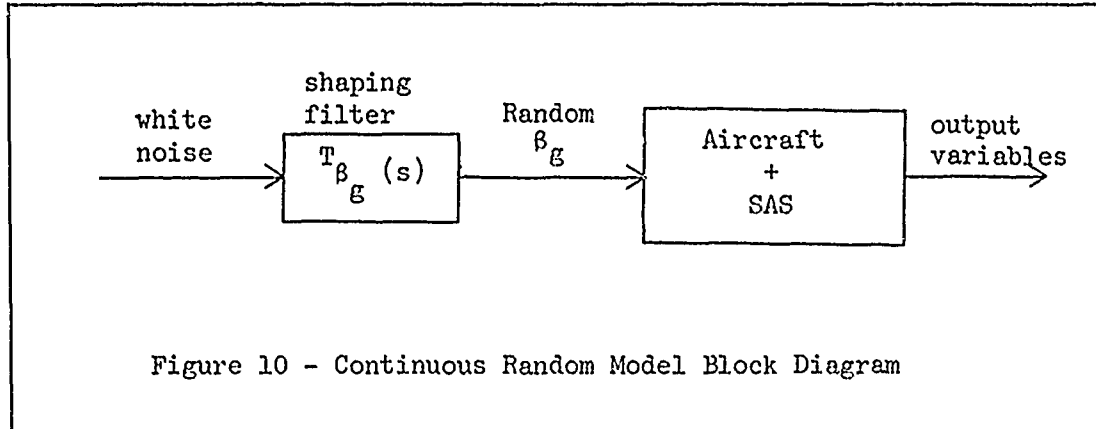 shaping
filter
white
noise
T_βg (s)
Random
βg
Aircraft
+
SAS
output
variables
Figure 10 - Continuous Random Model Block Diagram